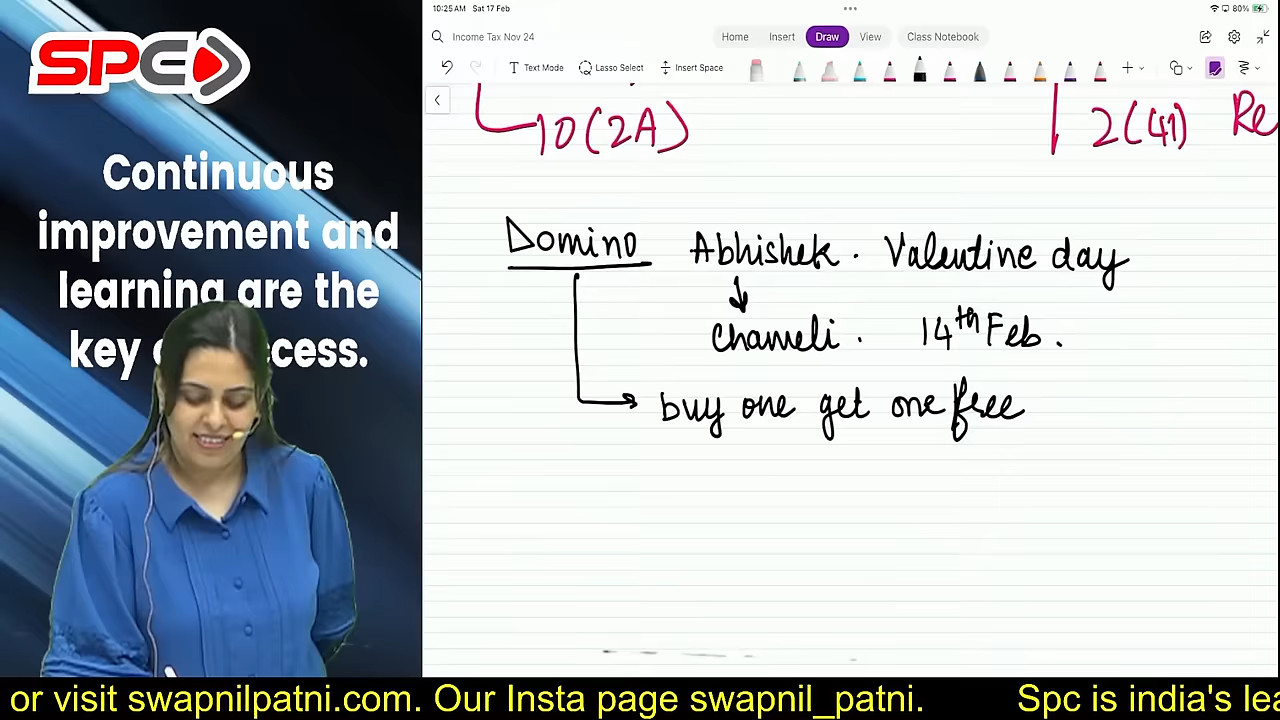 SPC
Continuous
improvement and
learning are the
key
ccess.
10:25 AM Sat 17 Feb
80%
Income Tax Nov 24
Home Insert Draw View Class Notebook
Text Mode Lasso Select Insert Space
10(2A)
2(41) Re
Domino Abhishek. Valentine day
Chameli. 14th Feb.
buy one get one free
or visit swapnilpatni.com. Our Insta page swapnil_patni. Spc is india's lea